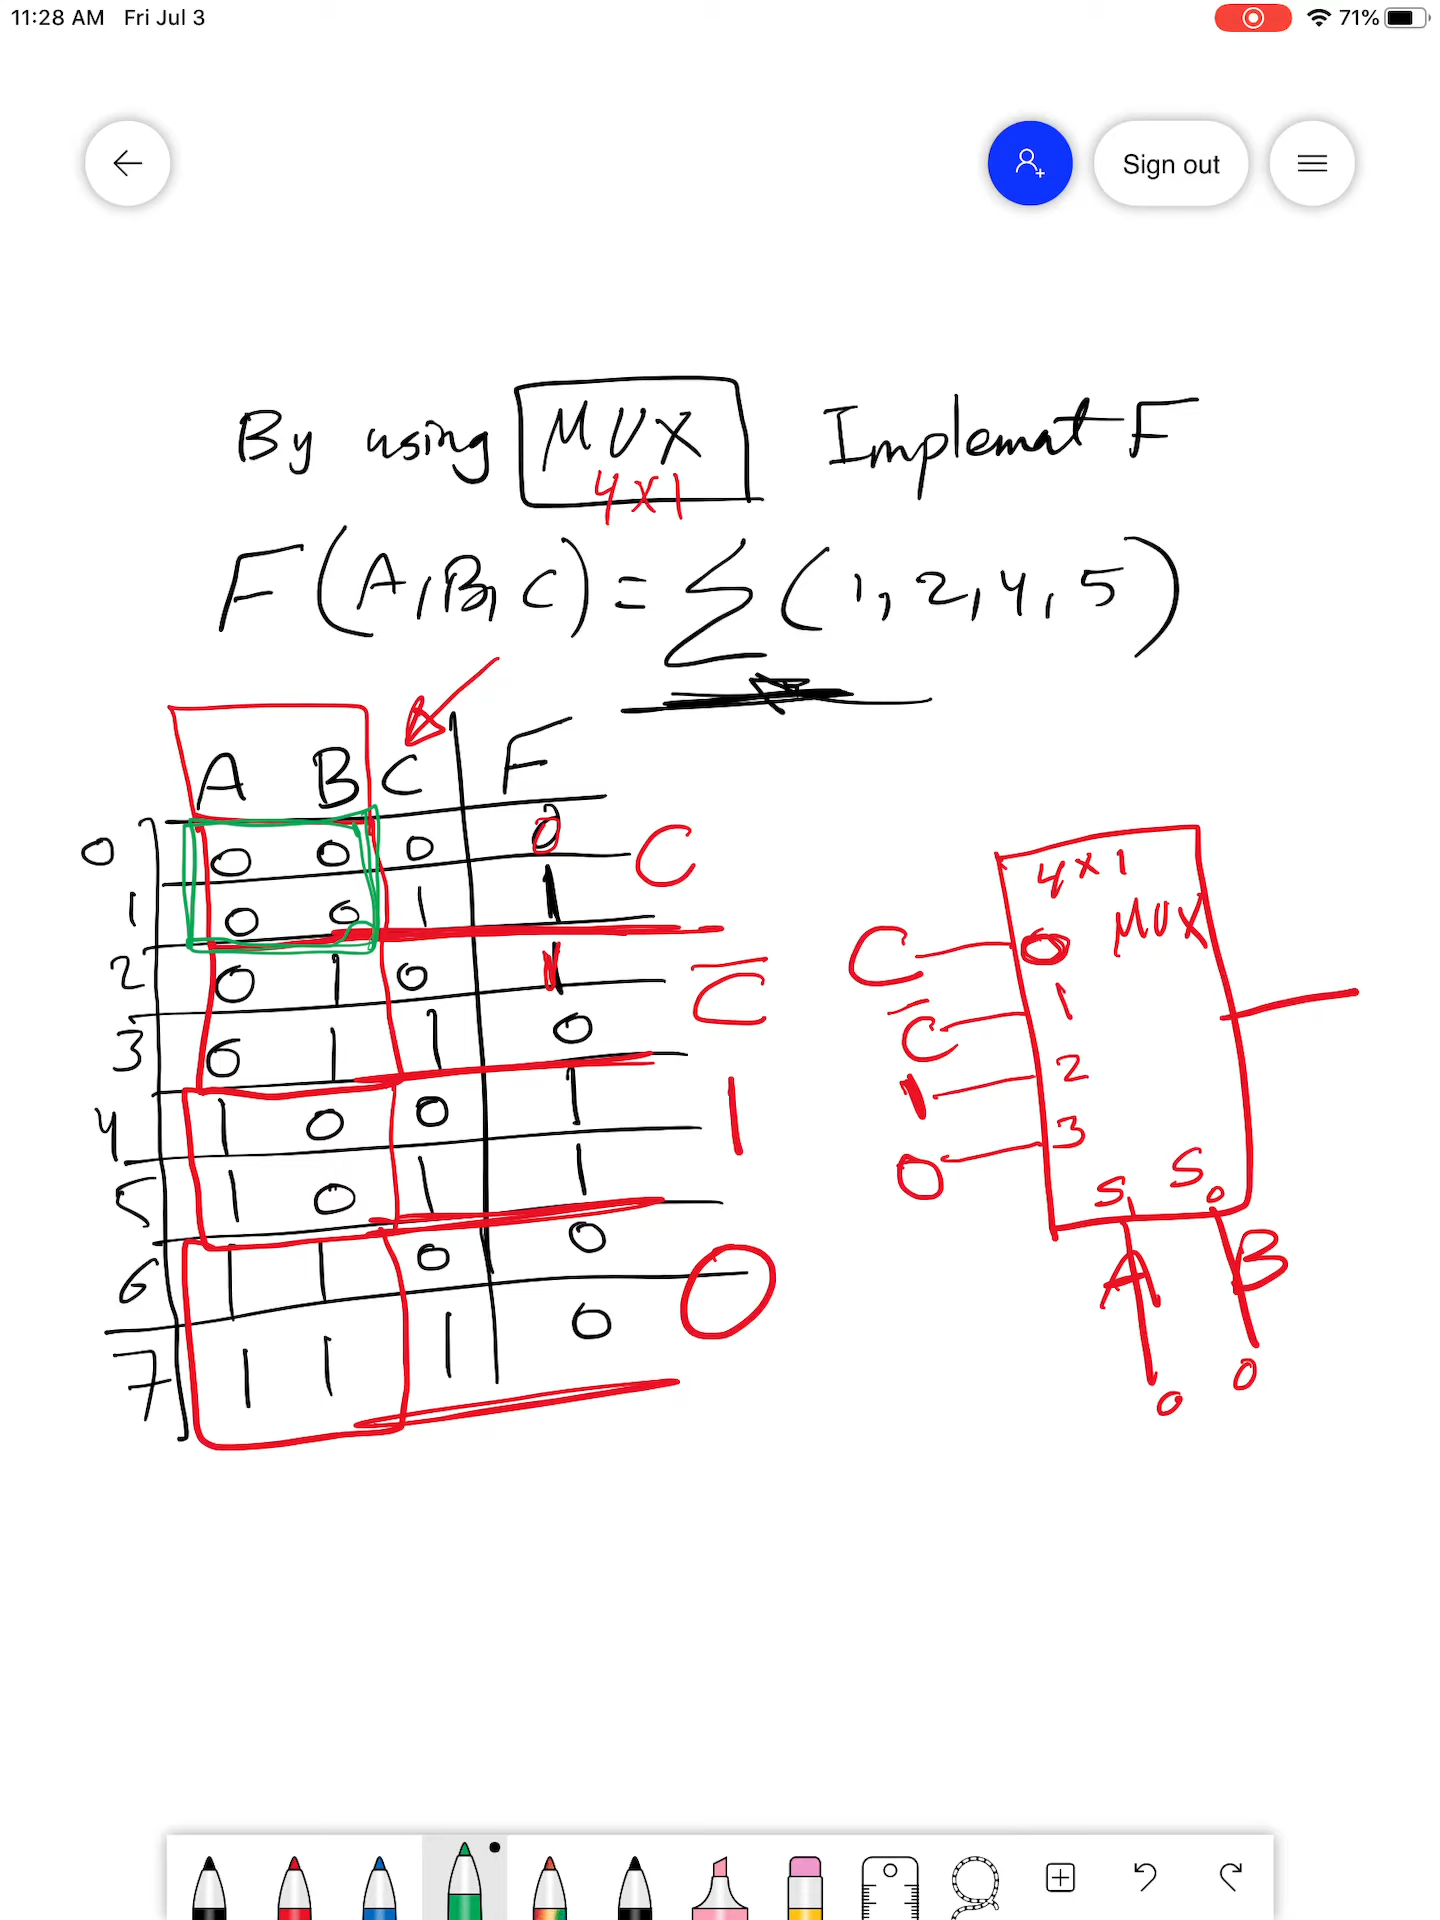 11:28 AM Fri Jul 3 71%
Sign out
By using MUX Implemat F
4x1
F(A,B,C)=∑(1,2,4,5)
A B C F
0 0 0 0 0 C
1 0 0 1 1
2 0 1 0 1 C̅
3 0 1 1 0
4 1 0 0 1 1
5 1 0 1 1
6 1 1 0 0 0
7 1 1 1 0
4x1
MUX
C 0
C̅ 1
1 2
0 3
S₁ S₀
A B
0 0